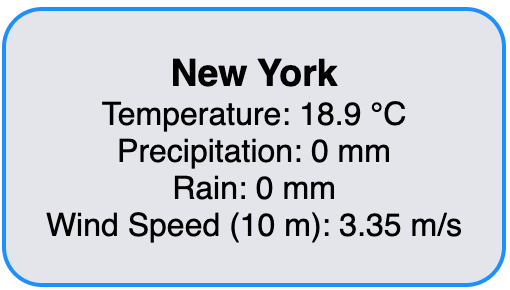 New York
Temperature: 18.9 °C
Precipitation: 0 mm
Rain: 0 mm
Wind Speed (10 m): 3.35 m/s